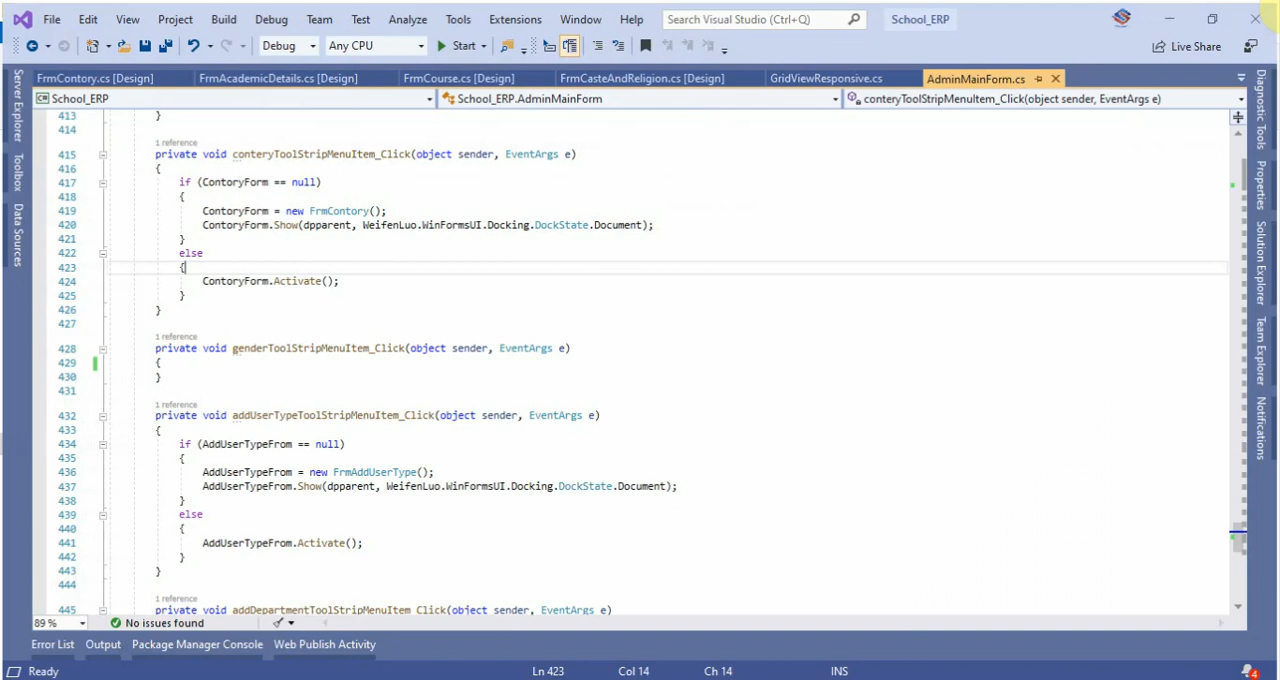 File Edit View Project Build Debug Team Test Analyze Tools Extensions Window Help Search Visual Studio (Ctrl+Q) School_ERP
Debug Any CPU Start Live Share
FrmContory.cs [Design] FrmAcademicDetails.cs [Design] FrmCourse.cs [Design] FrmCasteAndReligion.cs [Design] GridViewResponsive.cs AdminMainForm.cs
School_ERP School_ERP.AdminMainForm conteryToolStripMenuItem_Click(object sender, EventArgs e)
Server Explorer
Toolbox
Data Sources
413 }
414
1 reference
415 private void conteryToolStripMenuItem_Click(object sender, EventArgs e)
416 {
417 if (ContoryForm == null)
418 {
419 ContoryForm = new FrmContory();
420 ContoryForm.Show(dpparent, WeifenLuo.WinFormsUI.Docking.DockState.Document);
421 }
422 else
423 {
424 ContoryForm.Activate();
425 }
426 }
427
1 reference
428 private void genderToolStripMenuItem_Click(object sender, EventArgs e)
429 {
430 }
431
1 reference
432 private void addUserTypeToolStripMenuItem_Click(object sender, EventArgs e)
433 {
434 if (AddUserTypeFrom == null)
435 {
436 AddUserTypeFrom = new FrmAddUserType();
437 AddUserTypeFrom.Show(dpparent, WeifenLuo.WinFormsUI.Docking.DockState.Document);
438 }
439 else
440 {
441 AddUserTypeFrom.Activate();
442 }
443 }
444
1 reference
445 private void addDepartmentToolStripMenuItem_Click(object sender, EventArgs e)
Diagnostic Tools
Properties
Solution Explorer
Team Explorer
Notifications
89 % No issues found
Error List Output Package Manager Console Web Publish Activity
Ready Ln 423 Col 14 Ch 14 INS 4